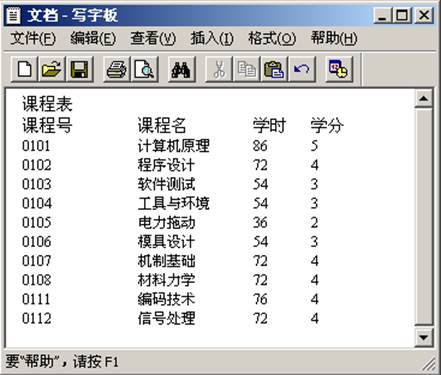 文档 - 写字板
文件(F) 编辑(E) 查看(V) 插入(I) 格式(O) 帮助(H)
课程表
课程号 课程名 学时 学分
0101 计算机原理 86 5
0102 程序设计 72 4
0103 软件测试 54 3
0104 工具与环境 54 3
0105 电力拖动 36 2
0106 模具设计 54 3
0107 机制基础 72 4
0108 材料力学 72 4
0111 编码技术 76 4
0112 信号处理 72 4
要“帮助”，请按 F1